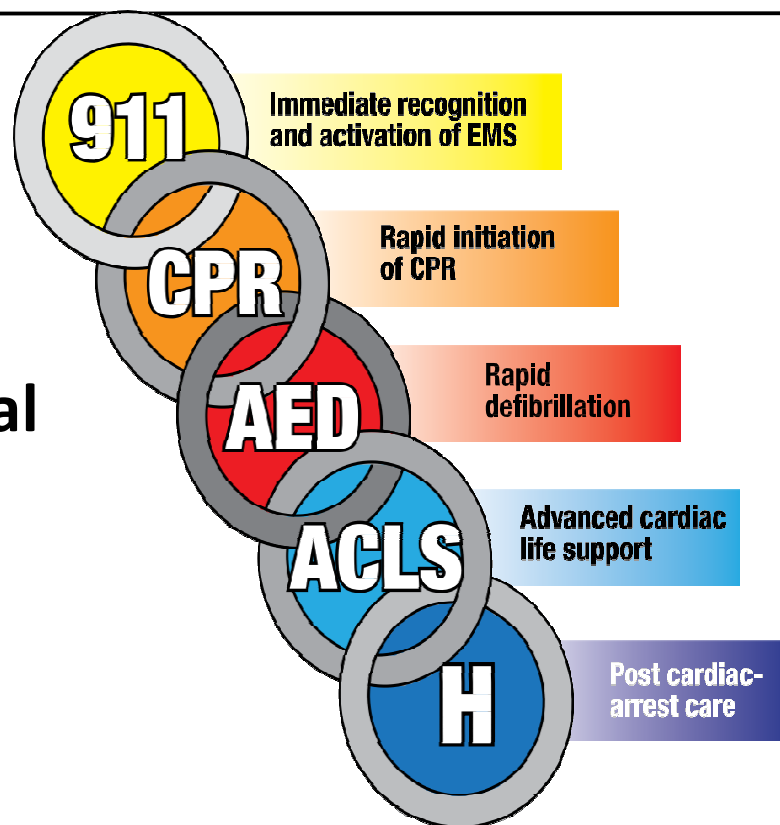 911
Immediate recognition
and activation of EMS
CPR
Rapid initiation
of CPR
al
AED
Rapid
defibrillation
ACLS
Advanced cardiac
life support
H
Post cardiac-
arrest care